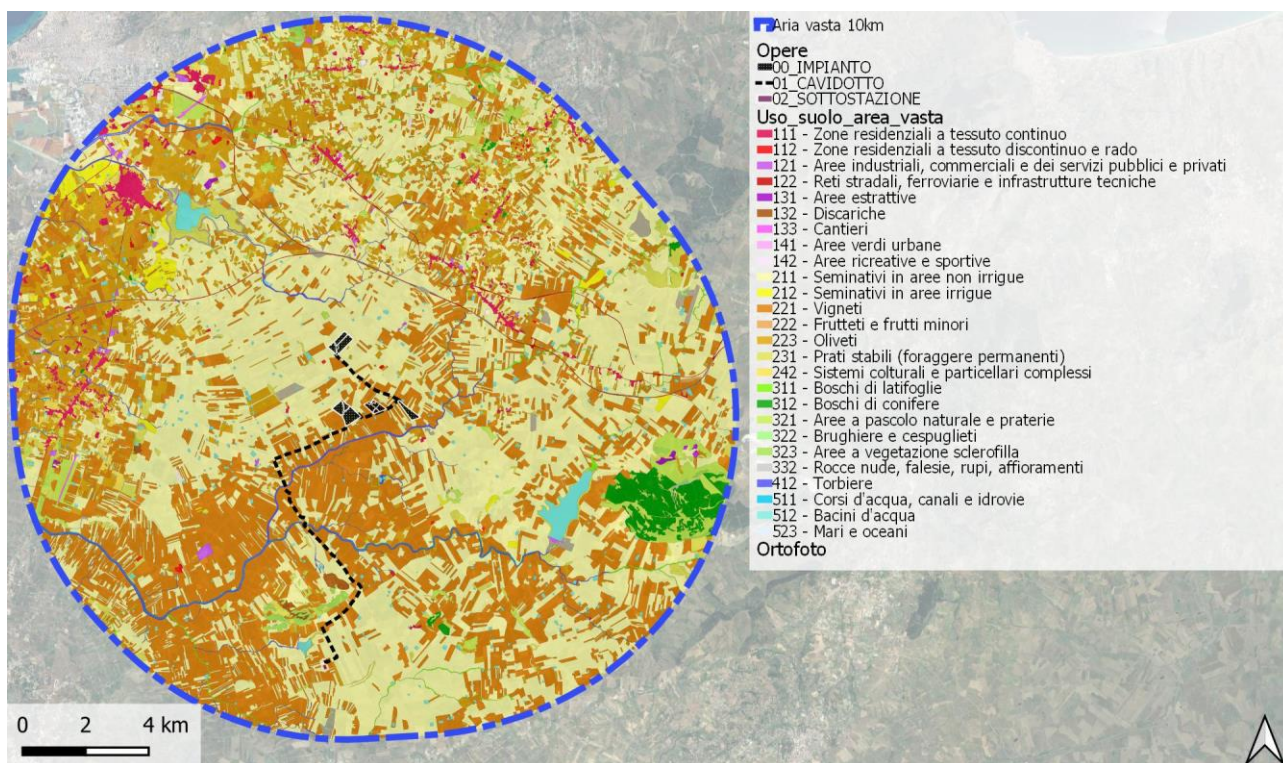 Aria vasta 10km
Opere
00_IMPIANTO
01_CAVIDOTTO
02_SOTTOSTAZIONE
Uso_suolo_area_vasta
111 - Zone residenziali a tessuto continuo
112 - Zone residenziali a tessuto discontinuo e rado
121 - Aree industriali, commerciali e dei servizi pubblici e privati
122 - Reti stradali, ferroviarie e infrastrutture tecniche
131 - Aree estrattive
132 - Discariche
133 - Cantieri
141 - Aree verdi urbane
142 - Aree ricreative e sportive
211 - Seminativi in aree non irrigue
212 - Seminativi in aree irrigue
221 - Vigneti
222 - Frutteti e frutti minori
223 - Oliveti
231 - Prati stabili (foraggere permanenti)
242 - Sistemi colturali e particellari complessi
311 - Boschi di latifoglie
312 - Boschi di conifere
321 - Aree a pascolo naturale e praterie
322 - Brughiere e cespuglieti
323 - Aree a vegetazione sclerofilla
332 - Rocce nude, falesie, rupi, affioramenti
412 - Torbiere
511 - Corsi d'acqua, canali e idrovie
512 - Bacini d'acqua
523 - Mari e oceani
Ortofoto
0 2 4 km